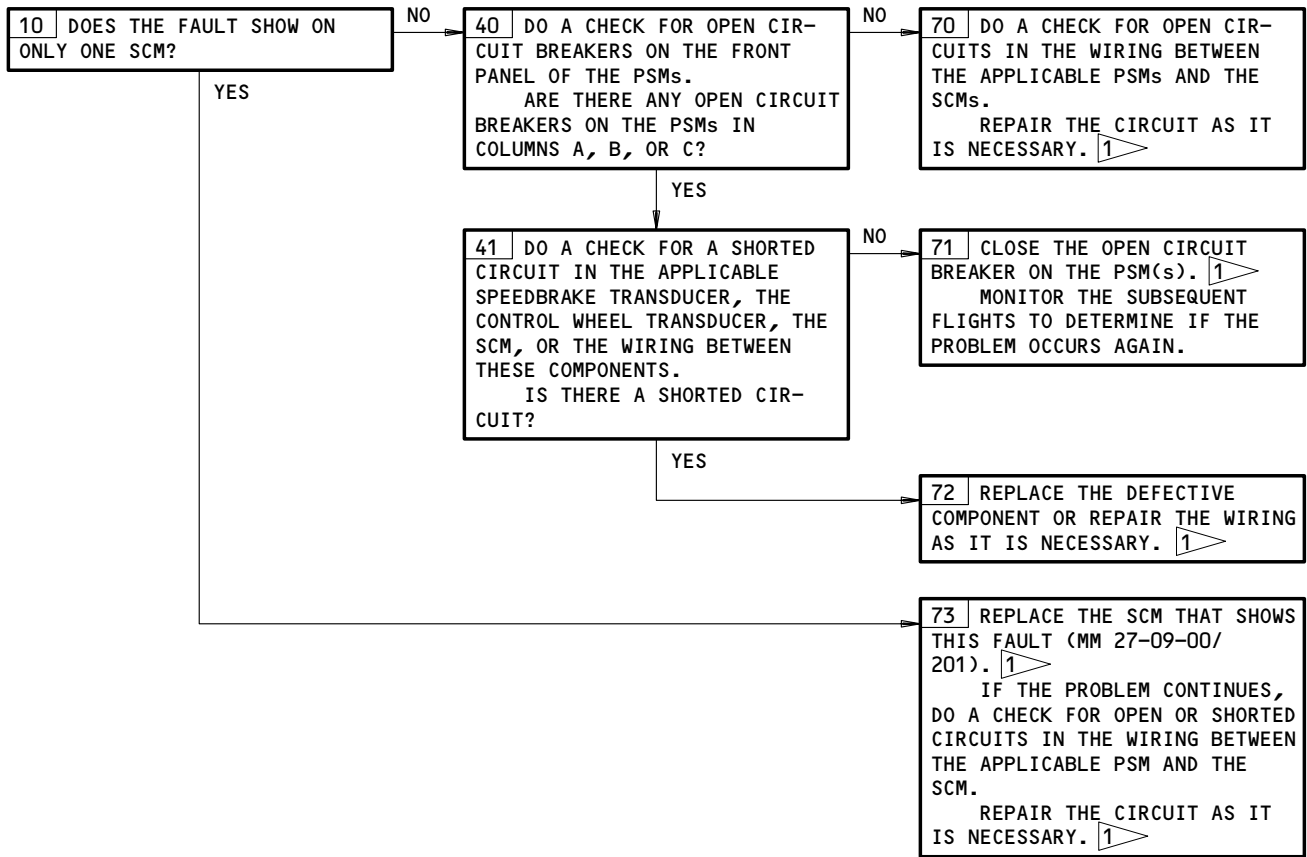 10 DOES THE FAULT SHOW ON
ONLY ONE SCM?
NO
YES
40 DO A CHECK FOR OPEN CIR-
CUIT BREAKERS ON THE FRONT
PANEL OF THE PSMs.
ARE THERE ANY OPEN CIRCUIT
BREAKERS ON THE PSMs IN
COLUMNS A, B, OR C?
NO
YES
70 DO A CHECK FOR OPEN CIR-
CUITS IN THE WIRING BETWEEN
THE APPLICABLE PSMs AND THE
SCMs.
REPAIR THE CIRCUIT AS IT
IS NECESSARY. 1
41 DO A CHECK FOR A SHORTED
CIRCUIT IN THE APPLICABLE
SPEEDBRAKE TRANSDUCER, THE
CONTROL WHEEL TRANSDUCER, THE
SCM, OR THE WIRING BETWEEN
THESE COMPONENTS.
IS THERE A SHORTED CIR-
CUIT?
NO
YES
71 CLOSE THE OPEN CIRCUIT
BREAKER ON THE PSM(s). 1
MONITOR THE SUBSEQUENT
FLIGHTS TO DETERMINE IF THE
PROBLEM OCCURS AGAIN.
72 REPLACE THE DEFECTIVE
COMPONENT OR REPAIR THE WIRING
AS IT IS NECESSARY. 1
73 REPLACE THE SCM THAT SHOWS
THIS FAULT (MM 27-09-00/
201). 1
IF THE PROBLEM CONTINUES,
DO A CHECK FOR OPEN OR SHORTED
CIRCUITS IN THE WIRING BETWEEN
THE APPLICABLE PSM AND THE
SCM.
REPAIR THE CIRCUIT AS IT
IS NECESSARY. 1